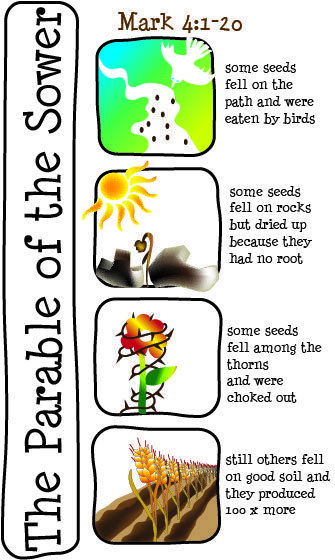 The Parable of the Sower
Mark 4:1-20
some seeds
fell on the
path and were
eaten by birds
some seeds
fell on rocks
but dried up
because they
had no root
some seeds
fell among the
thorns
and were
choked out
still others fell
on good soil and
they produced
100 x more